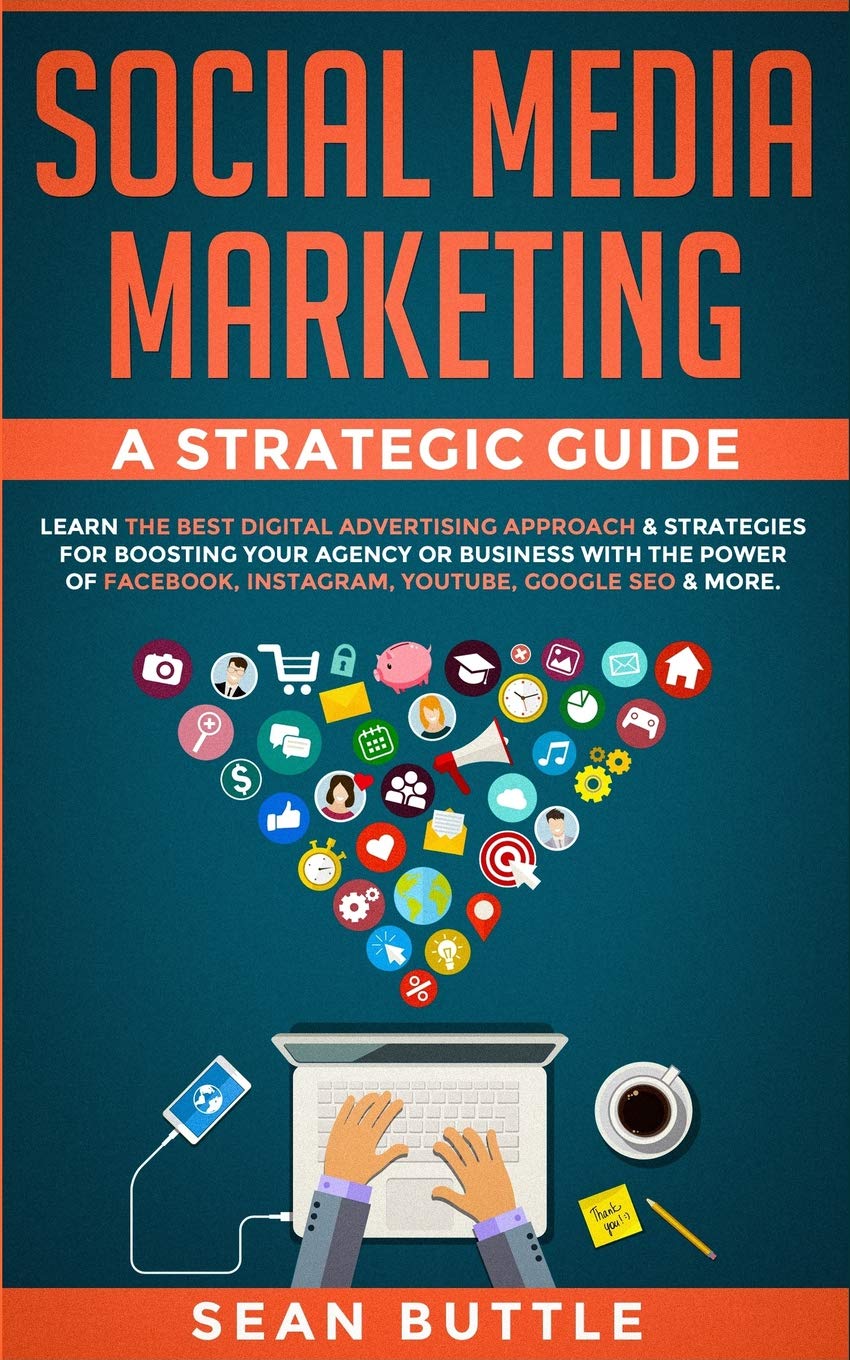 SOCIAL MEDIA
MARKETING
A STRATEGIC GUIDE
LEARN THE BEST DIGITAL ADVERTISING APPROACH & STRATEGIES
FOR BOOSTING YOUR AGENCY OR BUSINESS WITH THE POWER
OF FACEBOOK, INSTAGRAM, YOUTUBE, GOOGLE SEO & MORE.
$
%
Thank
you! :)
SEAN BUTTLE